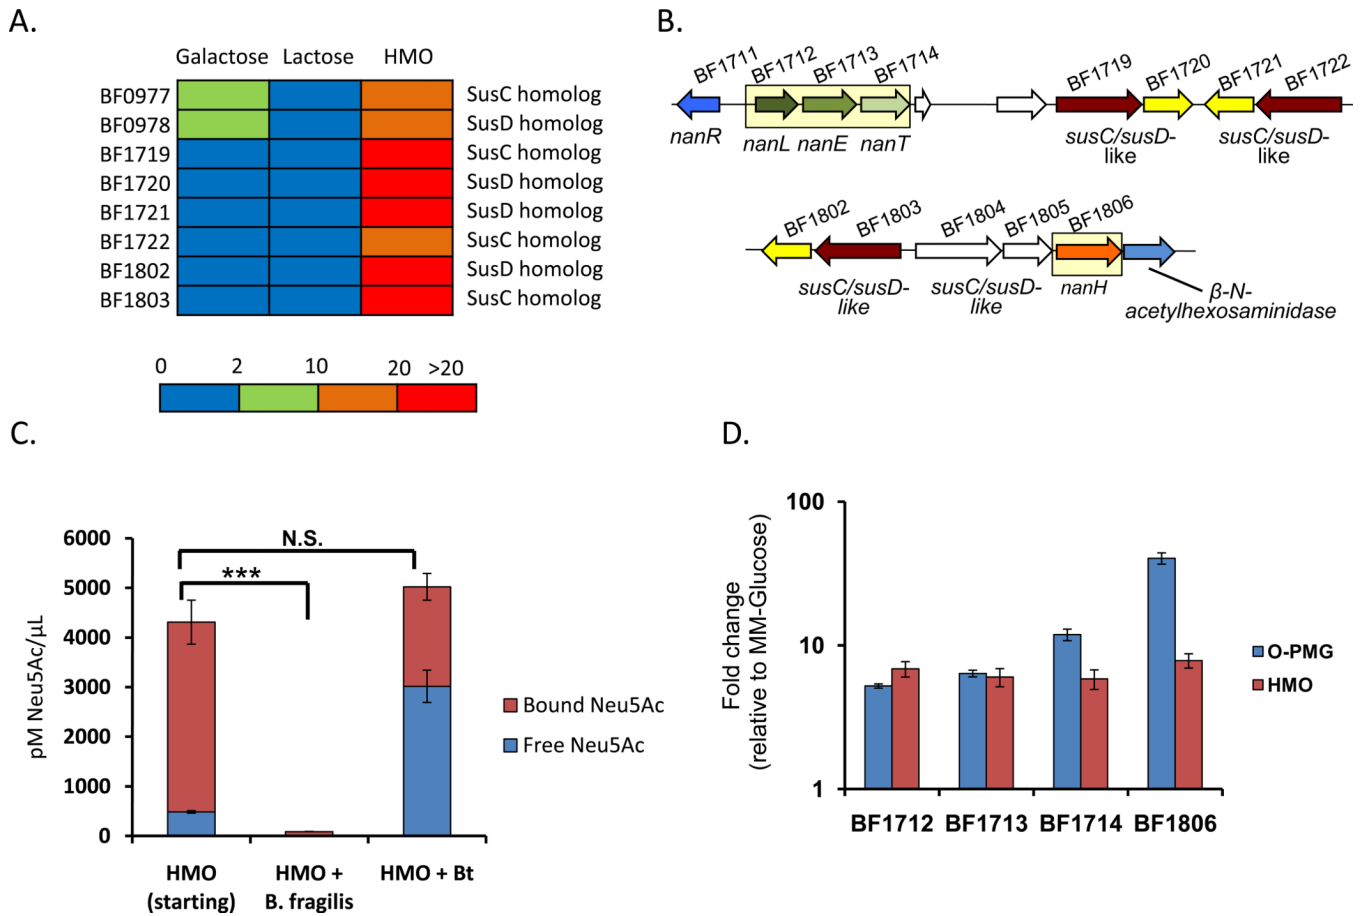 A.
Galactose Lactose HMO
BF0977 SusC homolog
BF0978 SusD homolog
BF1719 SusC homolog
BF1720 SusD homolog
BF1721 SusD homolog
BF1722 SusC homolog
BF1802 SusD homolog
BF1803 SusC homolog
0 2 10 20 >20
B.
BF1711 BF1712 BF1713 BF1714 BF1719 BF1720 BF1721 BF1722
nanR nanL nanE nanT susC/susD- susC/susD-
like like
BF1802 BF1803 BF1804 BF1805 BF1806
susC/susD- susC/susD- nanH β-N-
like like acetylhexosaminidase
C.
pM Neu5Ac/µL
6000
5000
4000
3000
2000
1000
0
N.S.
***
Bound Neu5Ac
Free Neu5Ac
HMO HMO + HMO + Bt
(starting) B. fragilis
D.
Fold change
(relative to MM-Glucose)
100
10
1
O-PMG
HMO
BF1712 BF1713 BF1714 BF1806